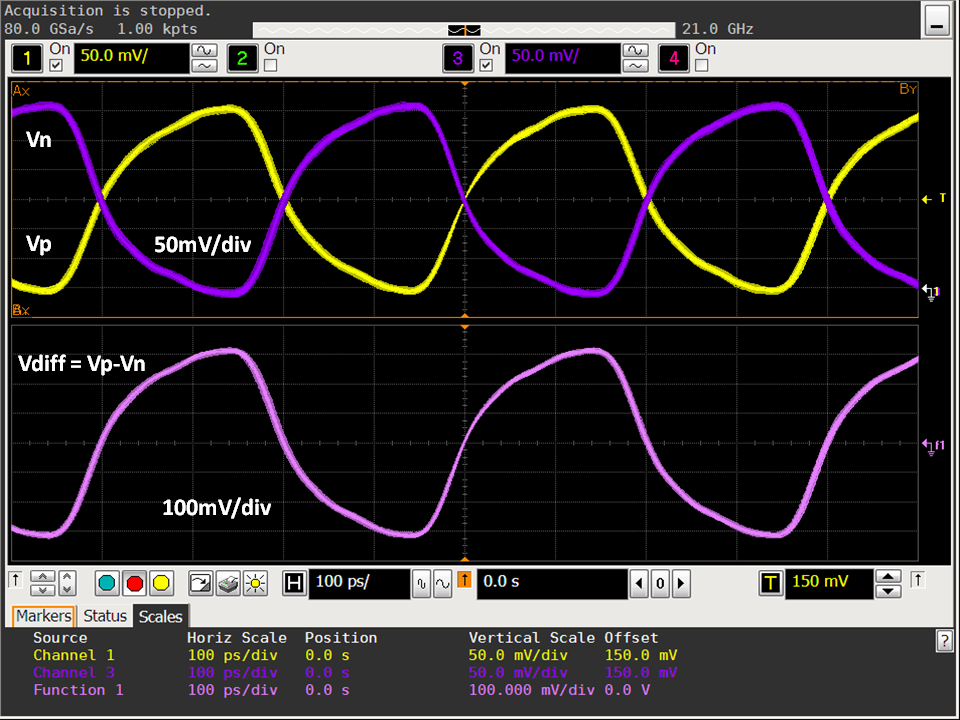 Acquisition is stopped.
80.0 GSa/s 1.00 kpts
21.0 GHz
1 On 50.0 mV/ 2 On 3 On 50.0 mV/ 4 On
Ax
By
Vn
T
Vp
50mV/div
1
Bx
Vdiff = Vp-Vn
f1
100mV/div
H 100 ps/ 0.0 s 0 T 150 mV
Markers Status Scales
Source Horiz Scale Position Vertical Scale Offset
Channel 1 100 ps/div 0.0 s 50.0 mV/div 150.0 mV
Channel 3 100 ps/div 0.0 s 50.0 mV/div 150.0 mV
Function 1 100 ps/div 0.0 s 100.000 mV/div 0.0 V
?